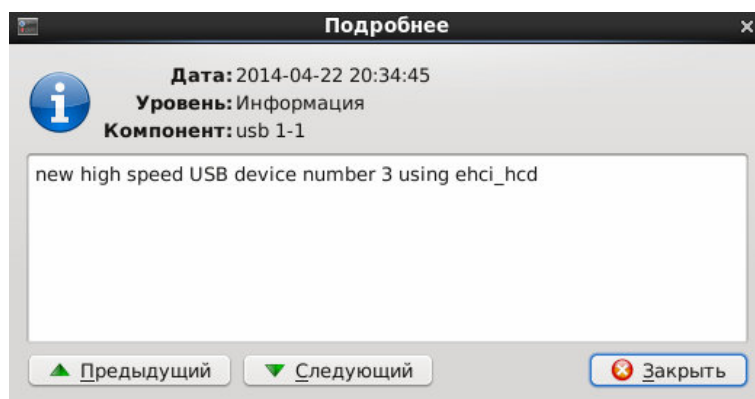 Подробнее
Дата: 2014-04-22 20:34:45
Уровень: Информация
Компонент: usb 1-1
new high speed USB device number 3 using ehci_hcd
Предыдущий Следующий Закрыть